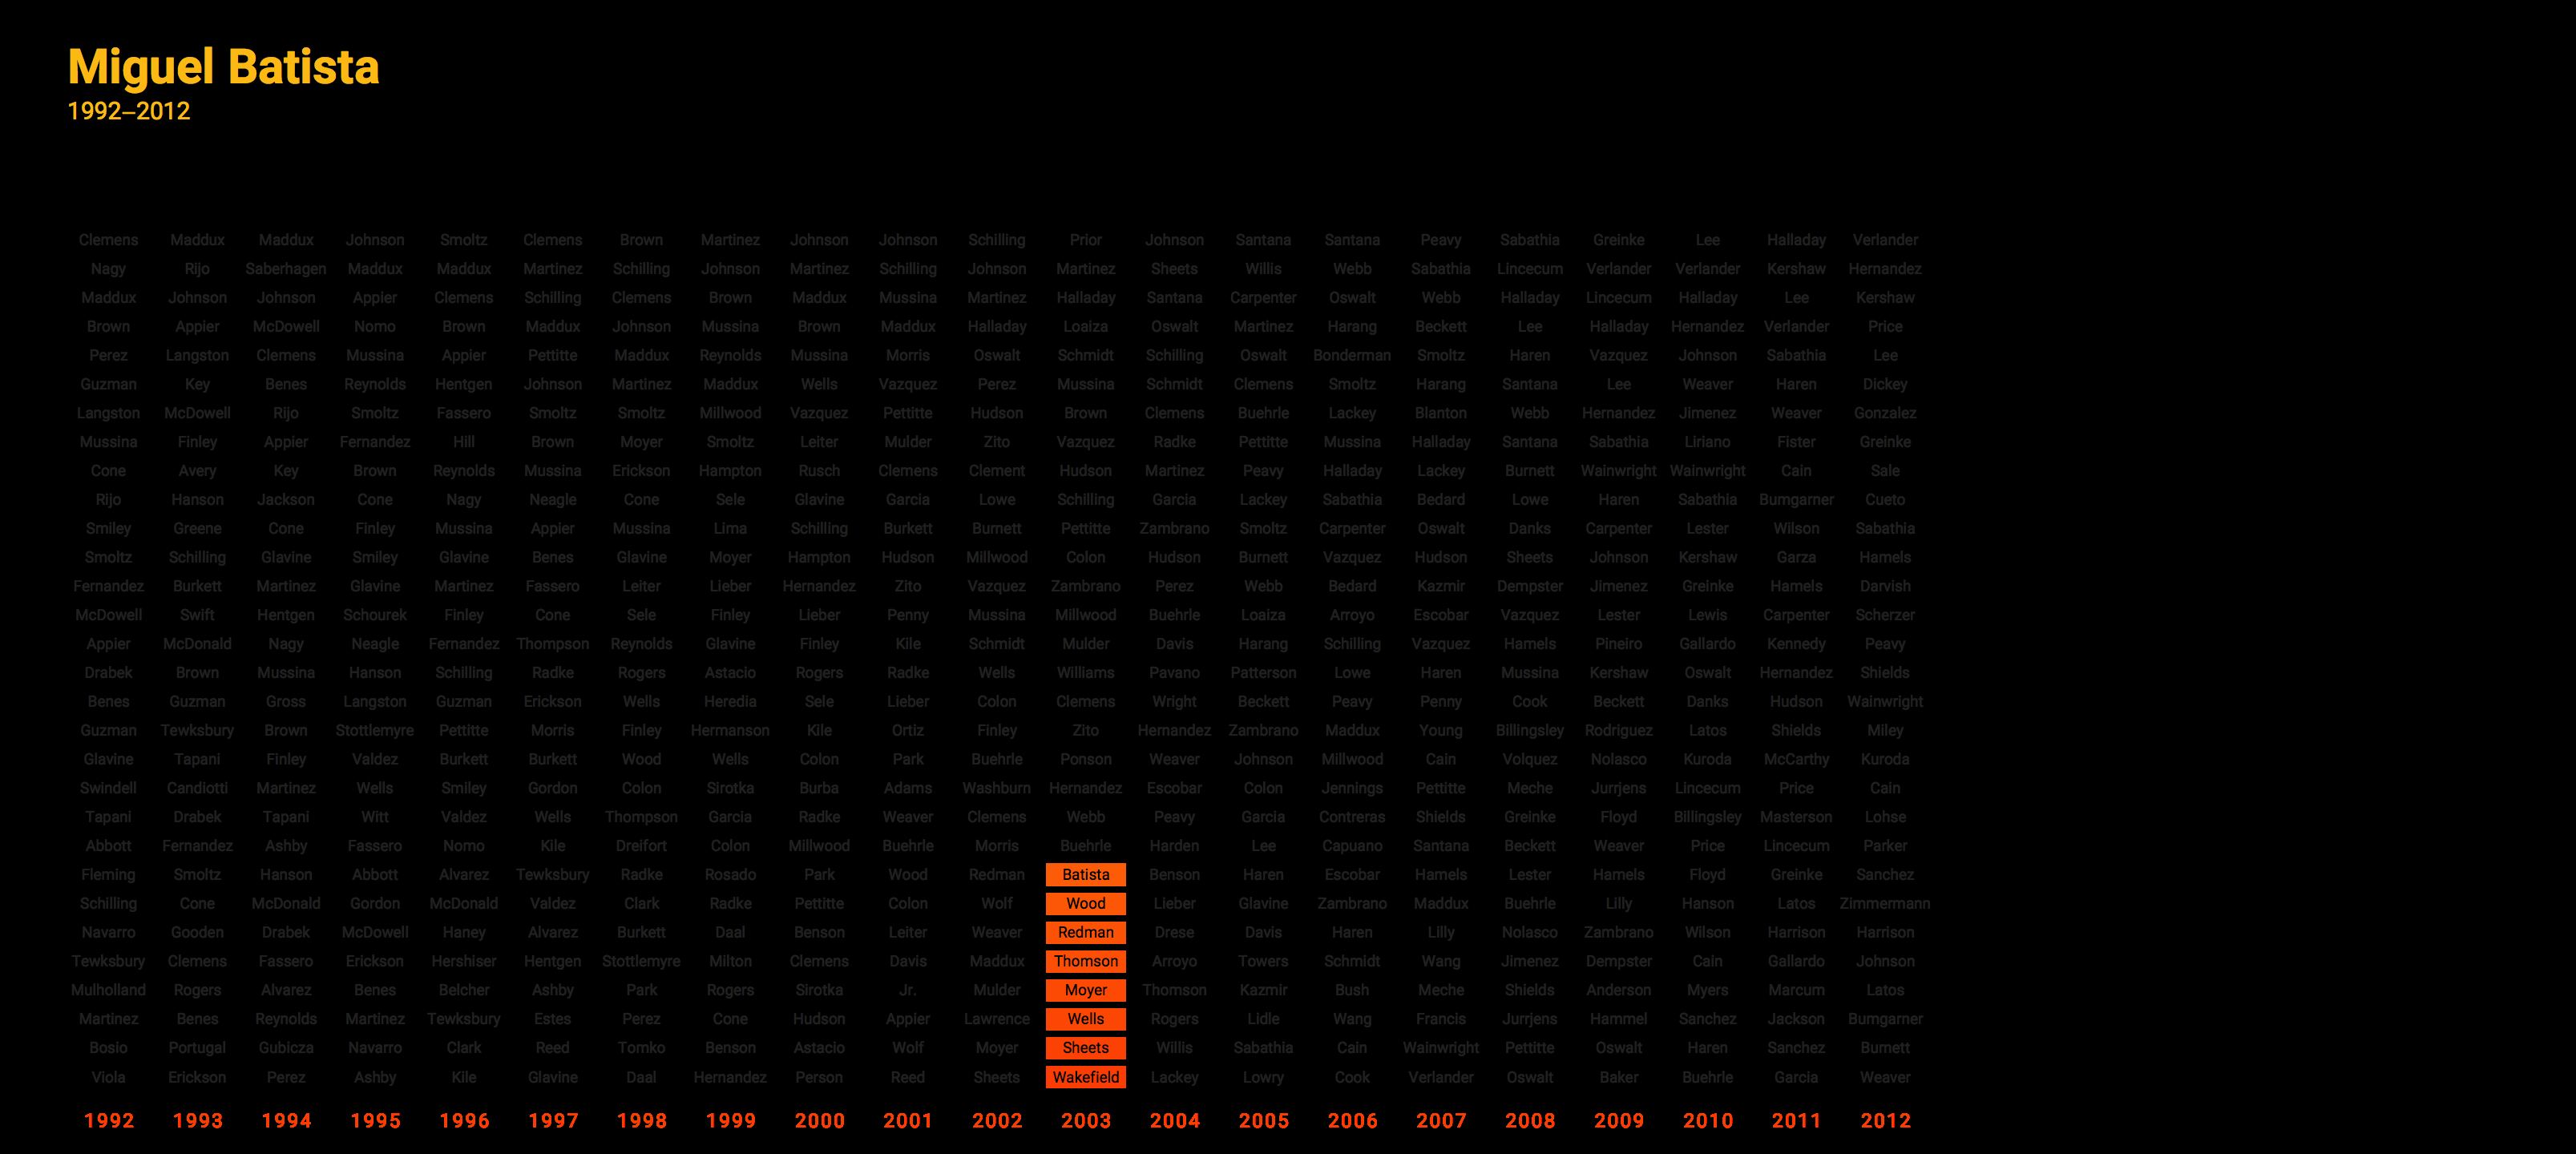 Miguel Batista
1992–2012
Clemens Maddux Maddux Johnson Smoltz Clemens Brown Martinez Johnson Johnson Schilling Prior Johnson Santana Santana Peavy Sabathia Greinke Lee Halladay Verlander
Nagy Rijo Saberhagen Maddux Maddux Martinez Schilling Johnson Martinez Schilling Johnson Martinez Sheets Willis Webb Sabathia Lincecum Verlander Verlander Kershaw Hernandez
Maddux Johnson Johnson Appier Clemens Schilling Clemens Brown Maddux Mussina Martinez Halladay Santana Carpenter Oswalt Webb Halladay Lincecum Halladay Lee Kershaw
Brown Appier McDowell Nomo Brown Maddux Johnson Mussina Brown Maddux Halladay Loaiza Oswalt Martinez Harang Beckett Lee Halladay Hernandez Verlander Price
Perez Langston Clemens Mussina Appier Pettitte Maddux Reynolds Mussina Morris Oswalt Schmidt Schilling Oswalt Bonderman Smoltz Haren Vazquez Johnson Sabathia Lee
Guzman Key Benes Reynolds Hentgen Johnson Martinez Maddux Wells Vazquez Perez Mussina Schmidt Clemens Smoltz Harang Santana Lee Weaver Haren Dickey
Langston McDowell Rijo Smoltz Fassero Smoltz Smoltz Millwood Vazquez Pettitte Hudson Brown Clemens Buehrle Lackey Blanton Webb Hernandez Jimenez Weaver Gonzalez
Mussina Finley Appier Fernandez Hill Brown Moyer Smoltz Leiter Mulder Zito Vazquez Radke Pettitte Mussina Halladay Santana Sabathia Liriano Fister Greinke
Cone Avery Key Brown Reynolds Mussina Erickson Hampton Rusch Clemens Clement Hudson Martinez Peavy Halladay Lackey Burnett Wainwright Wainwright Cain Sale
Rijo Hanson Jackson Cone Nagy Neagle Cone Sele Glavine Garcia Lowe Schilling Garcia Lackey Sabathia Bedard Lowe Haren Sabathia Bumgarner Cueto
Smiley Greene Cone Finley Mussina Appier Mussina Lima Schilling Burkett Burnett Pettitte Zambrano Smoltz Carpenter Oswalt Danks Carpenter Lester Wilson Sabathia
Smoltz Schilling Glavine Smiley Glavine Benes Glavine Moyer Hampton Hudson Millwood Colon Hudson Burnett Vazquez Hudson Sheets Johnson Kershaw Garza Hamels
Fernandez Burkett Martinez Glavine Martinez Fassero Leiter Lieber Hernandez Zito Vazquez Zambrano Perez Webb Bedard Kazmir Dempster Jimenez Greinke Hamels Darvish
McDowell Swift Hentgen Schourek Finley Cone Sele Finley Lieber Penny Mussina Millwood Buehrle Loaiza Arroyo Escobar Vazquez Lester Lewis Carpenter Scherzer
Appier McDonald Nagy Neagle Fernandez Thompson Reynolds Glavine Finley Kile Schmidt Mulder Davis Harang Schilling Vazquez Hamels Pineiro Gallardo Kennedy Peavy
Drabek Brown Mussina Hanson Schilling Radke Rogers Astacio Rogers Radke Wells Williams Pavano Patterson Lowe Haren Mussina Kershaw Oswalt Hernandez Shields
Benes Guzman Gross Langston Guzman Erickson Wells Heredia Sele Lieber Colon Clemens Wright Beckett Peavy Penny Cook Beckett Danks Hudson Wainwright
Guzman Tewksbury Brown Stottlemyre Pettitte Morris Finley Hermanson Kile Ortiz Finley Zito Hernandez Zambrano Maddux Young Billingsley Rodriguez Latos Shields Miley
Glavine Tapani Finley Valdez Burkett Burkett Wood Wells Colon Park Buehrle Ponson Weaver Johnson Millwood Cain Volquez Nolasco Kuroda McCarthy Kuroda
Swindell Candiotti Martinez Wells Smiley Gordon Colon Sirotka Burba Adams Washburn Hernandez Escobar Colon Jennings Pettitte Meche Jurrjens Lincecum Price Cain
Tapani Drabek Tapani Witt Valdez Wells Thompson Garcia Radke Weaver Clemens Webb Peavy Garcia Contreras Shields Greinke Floyd Billingsley Masterson Lohse
Abbott Fernandez Ashby Fassero Nomo Kile Dreifort Colon Millwood Buehrle Morris Buehrle Harden Lee Capuano Santana Beckett Weaver Price Lincecum Parker
Fleming Smoltz Hanson Abbott Alvarez Tewksbury Radke Rosado Park Wood Redman Batista Benson Haren Escobar Hamels Lester Hamels Floyd Greinke Sanchez
Schilling Cone McDonald Gordon McDonald Valdez Clark Radke Pettitte Colon Wolf Wood Lieber Glavine Zambrano Maddux Buehrle Lilly Hanson Latos Zimmermann
Navarro Gooden Drabek McDowell Haney Alvarez Burkett Daal Benson Leiter Weaver Redman Drese Davis Haren Lilly Nolasco Zambrano Wilson Harrison Harrison
Tewksbury Clemens Fassero Erickson Hershiser Hentgen Stottlemyre Milton Clemens Davis Maddux Thomson Arroyo Towers Schmidt Wang Jimenez Dempster Cain Gallardo Johnson
Mulholland Rogers Alvarez Benes Belcher Ashby Park Rogers Sirotka Jr. Mulder Moyer Thomson Kazmir Bush Meche Shields Anderson Myers Marcum Latos
Martinez Benes Reynolds Martinez Tewksbury Estes Perez Cone Hudson Appier Lawrence Wells Rogers Lidle Wang Francis Jurrjens Hammel Sanchez Jackson Bumgarner
Bosio Portugal Gubicza Navarro Clark Reed Tomko Benson Astacio Wolf Moyer Sheets Willis Sabathia Cain Wainwright Pettitte Oswalt Haren Sanchez Burnett
Viola Erickson Perez Ashby Kile Glavine Daal Hernandez Person Reed Sheets Wakefield Lackey Lowry Cook Verlander Oswalt Baker Buehrle Garcia Weaver
1992 1993 1994 1995 1996 1997 1998 1999 2000 2001 2002 2003 2004 2005 2006 2007 2008 2009 2010 2011 2012